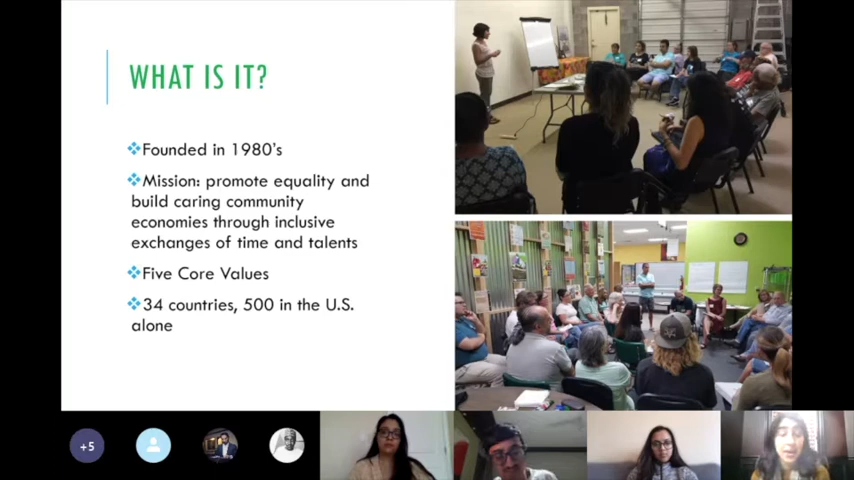 WHAT IS IT?
❖Founded in 1980's
❖Mission: promote equality and
build caring community
economies through inclusive
exchanges of time and talents
❖Five Core Values
❖34 countries, 500 in the U.S.
alone
+5